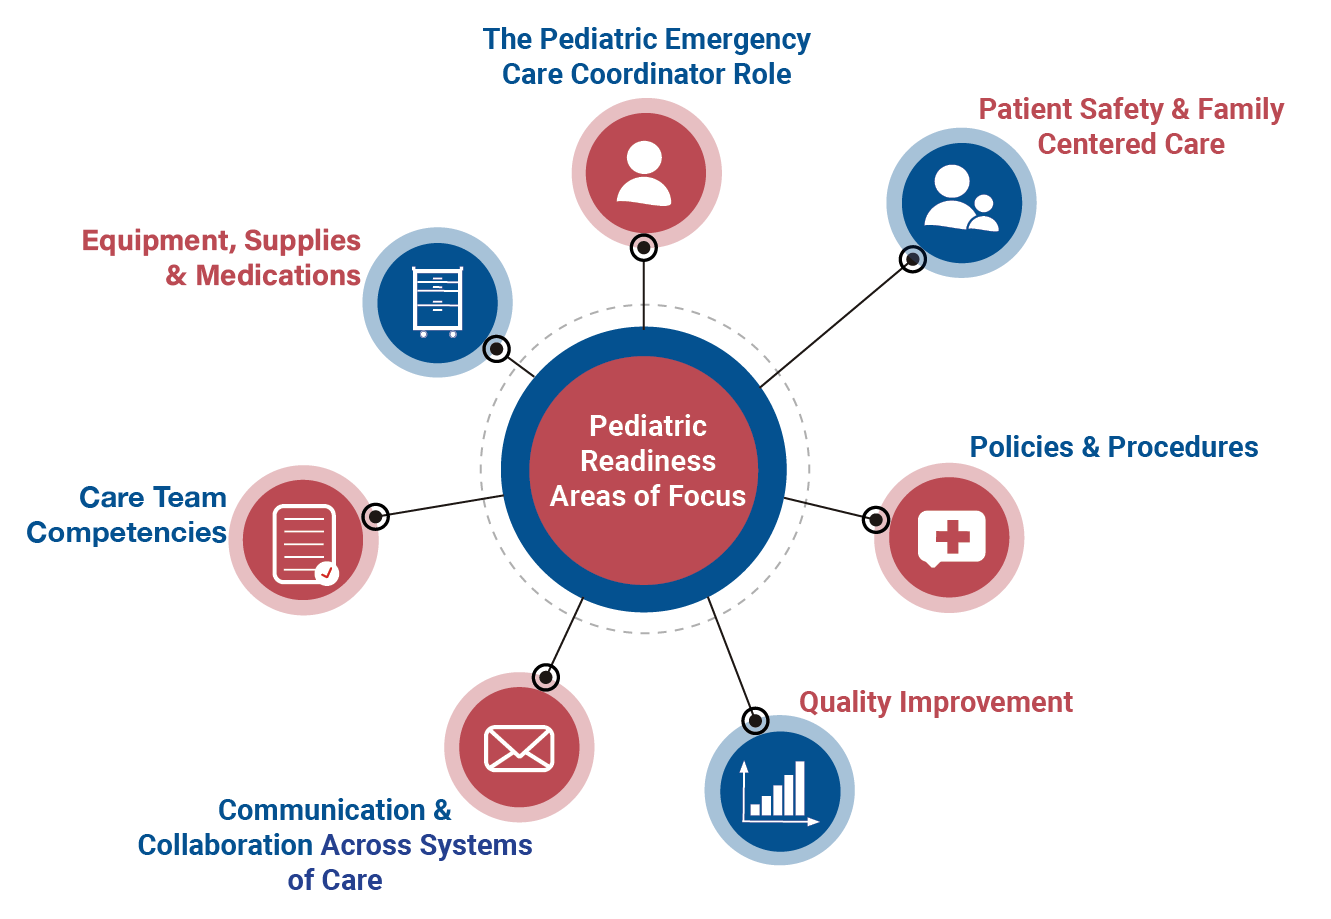 The Pediatric Emergency
Care Coordinator Role
Patient Safety & Family
Centered Care
Equipment, Supplies
& Medications
Pediatric
Readiness
Areas of Focus
Policies & Procedures
Care Team
Competencies
Quality Improvement
Communication &
Collaboration Across Systems
of Care